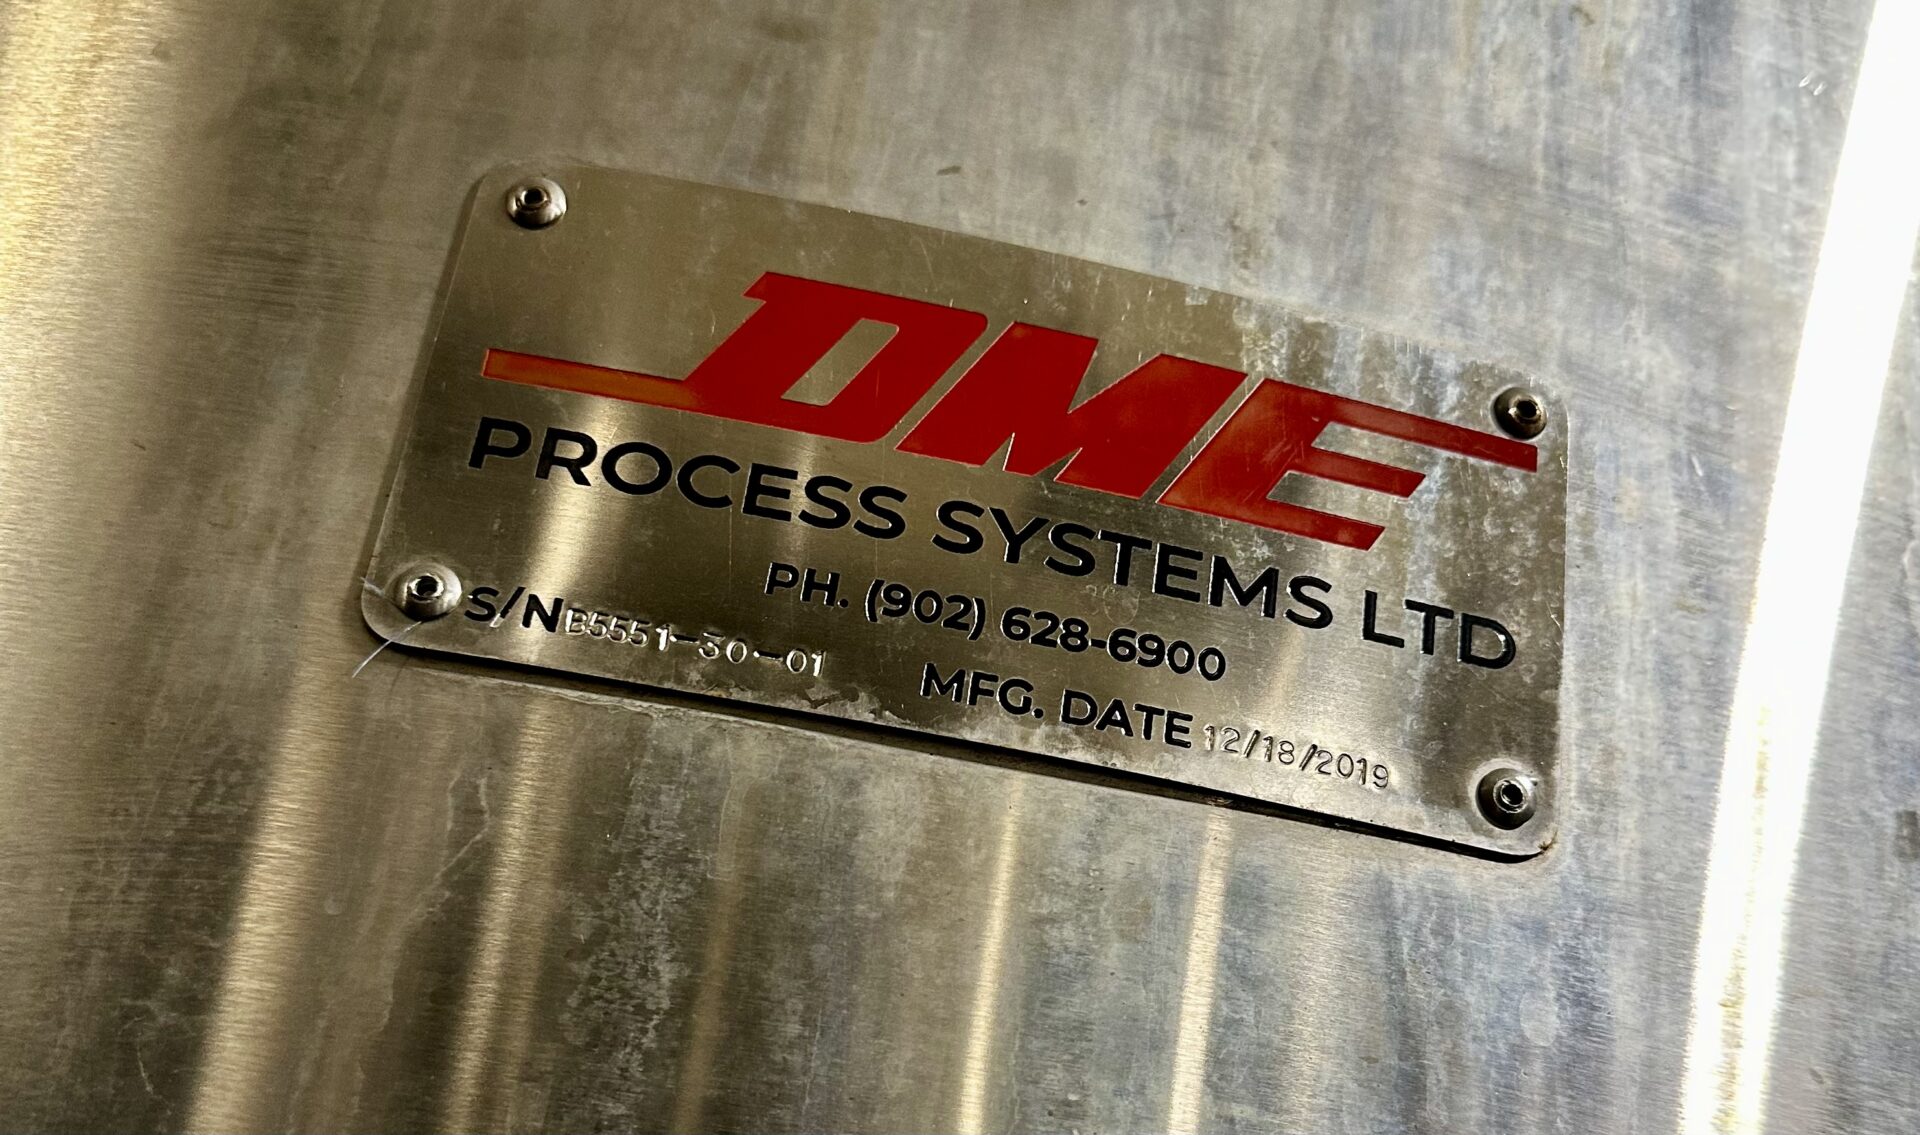 DME
PROCESS SYSTEMS LTD
PH. (902) 628-6900
S/N B5551-30-01
MFG. DATE 12/18/2019